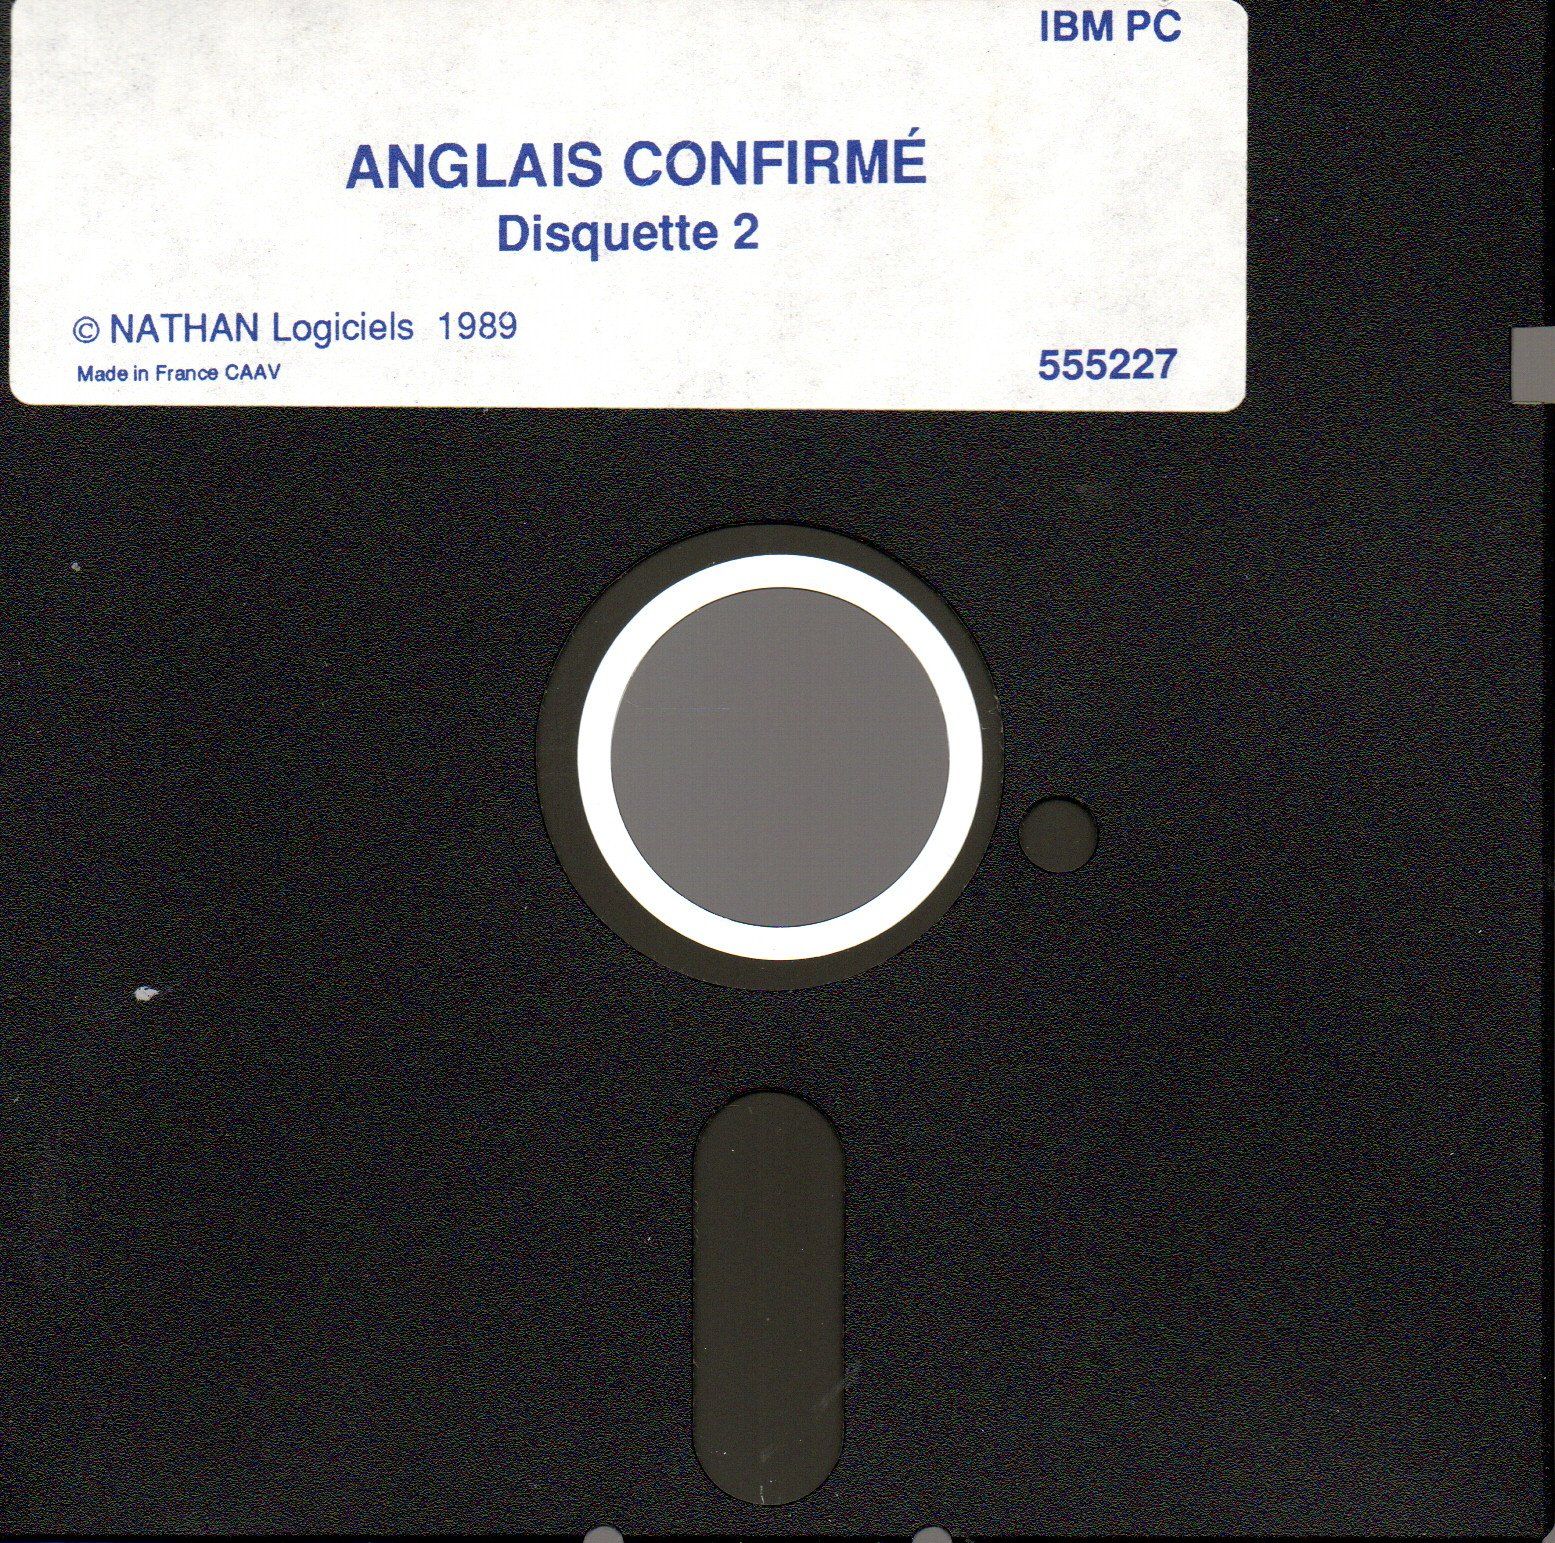 IBM PC
ANGLAIS CONFIRMÉ
Disquette 2
© NATHAN Logiciels 1989
Made in France CAAV
555227